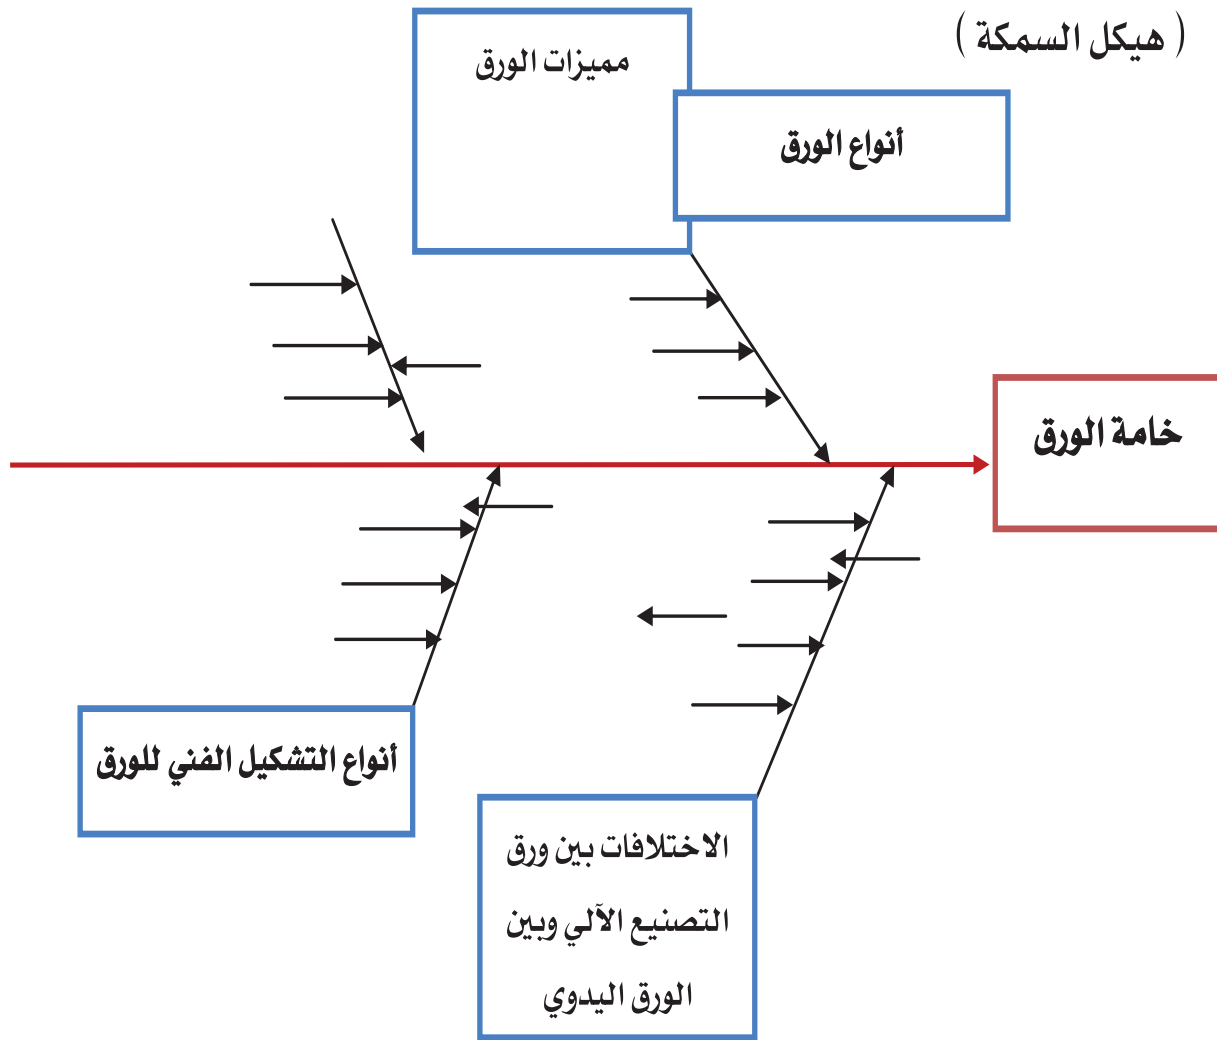 ( هيكل السمكة )
مميزات الورق
أنواع الورق
خامة الورق
أنواع التشكيل الفني للورق
الاختلافات بين ورق
التصنيع الآلي وبين
الورق اليدوي